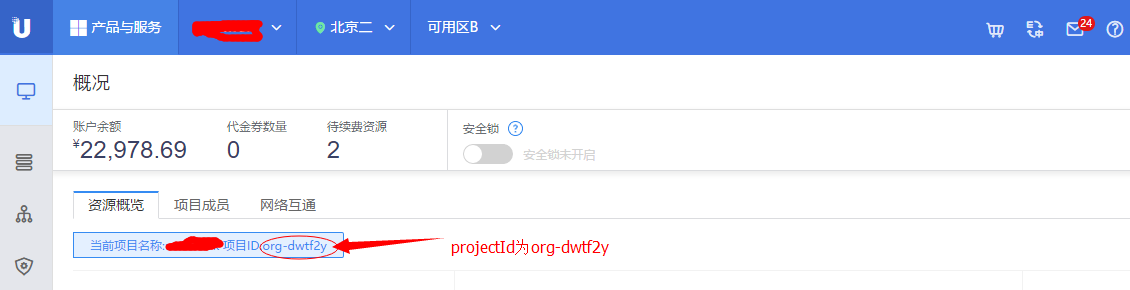 U 产品与服务 北京二 可用区B 24
概况
账户余额 代金券数量 待续费资源 安全锁 ?
¥22,978.69 0 2 安全锁未开启
资源概览 项目成员 网络互通
当前项目名称: 项目ID:org-dwtf2y projectId为org-dwtf2y